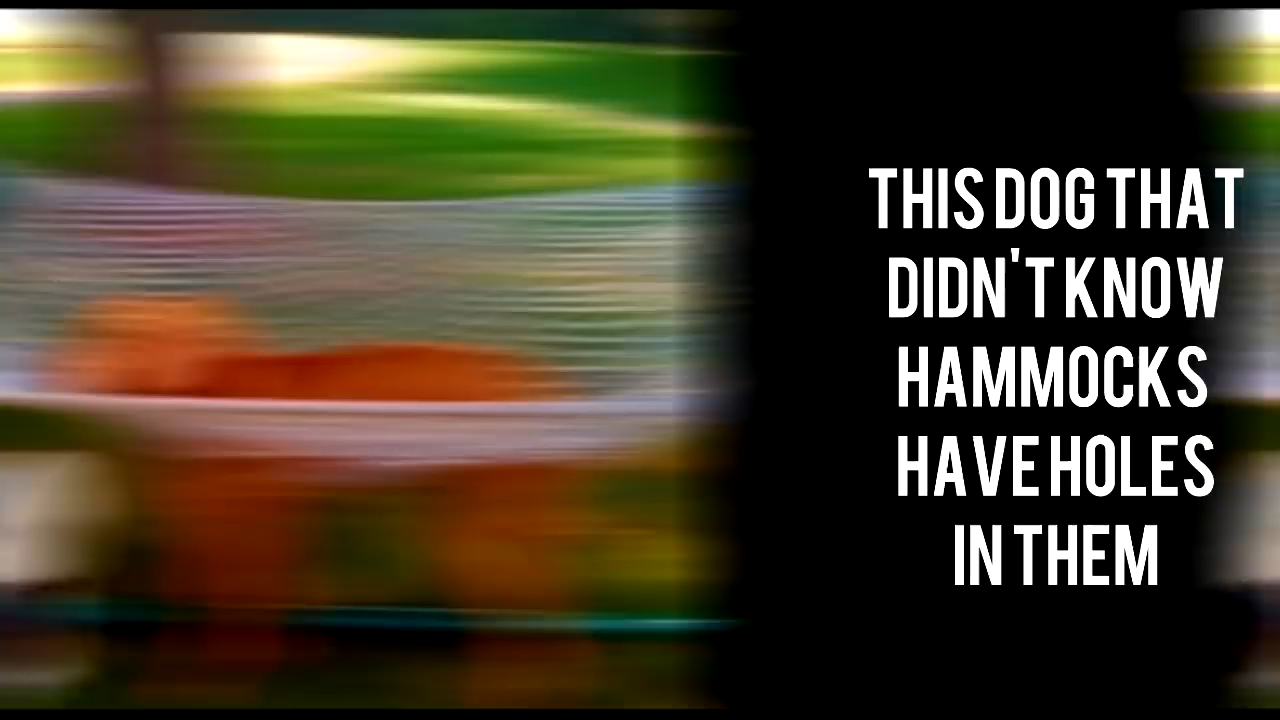 THIS DOG THAT
DIDN'T KNOW
HAMMOCKS
HAVE HOLES
IN THEM